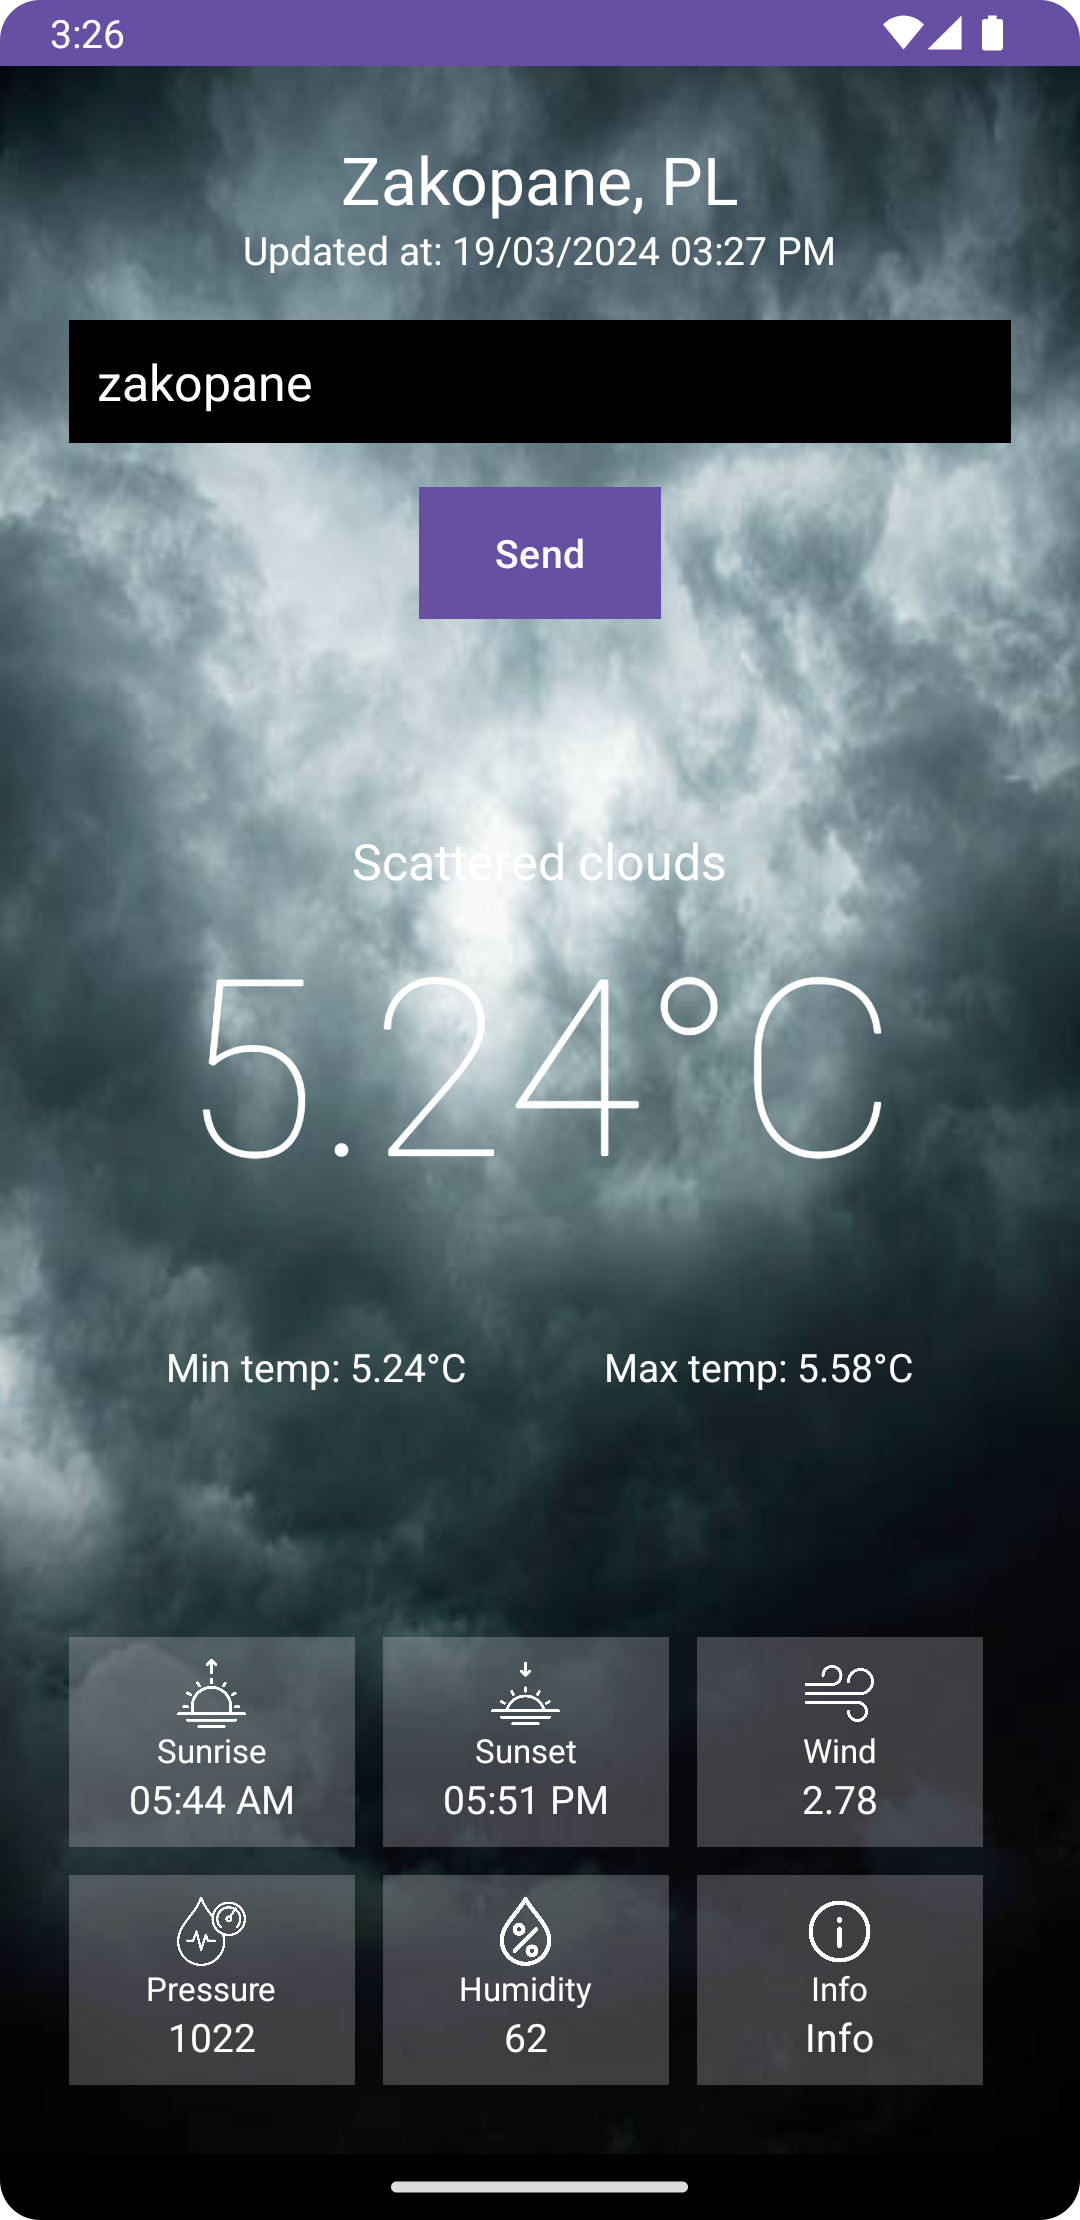 3:26
Zakopane, PL
Updated at: 19/03/2024 03:27 PM
zakopane
Send
Scattered clouds
5.24°C
Min temp: 5.24°C Max temp: 5.58°C
Sunrise Sunset Wind
05:44 AM 05:51 PM 2.78
Pressure Humidity Info
1022 62 Info